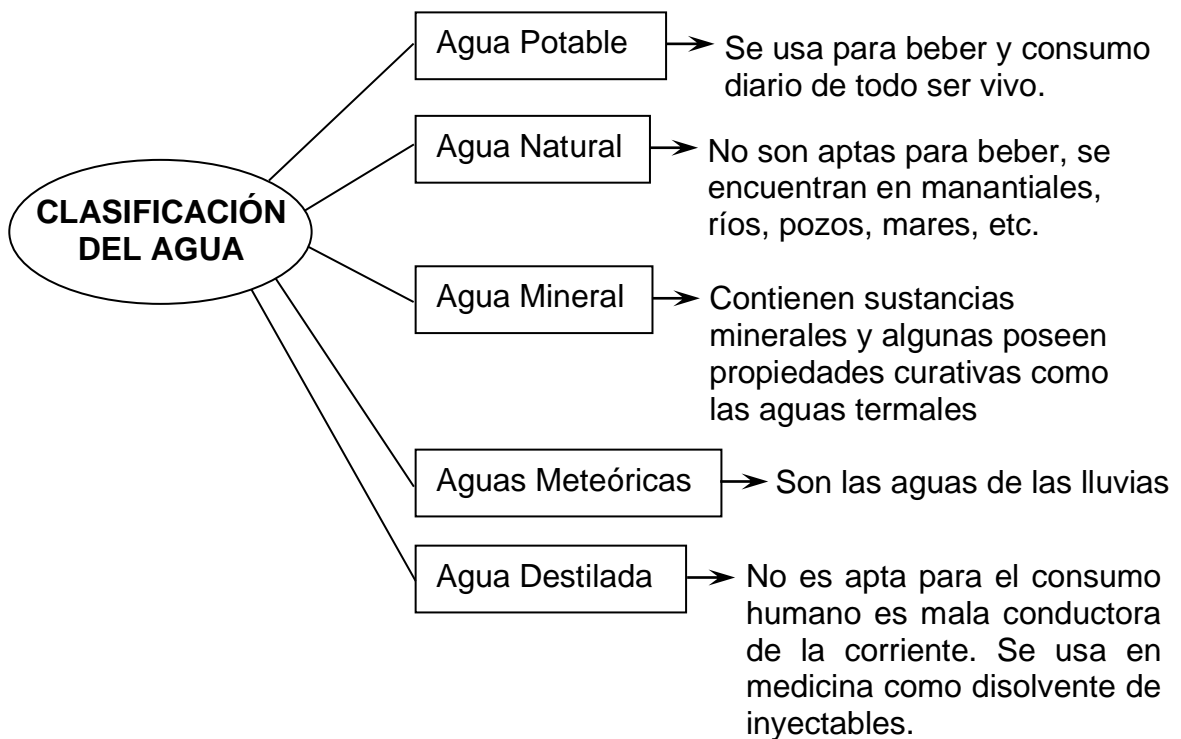 CLASIFICACIÓN
DEL AGUA
Agua Potable
Se usa para beber y consumo
diario de todo ser vivo.
Agua Natural
No son aptas para beber, se
encuentran en manantiales,
ríos, pozos, mares, etc.
Agua Mineral
Contienen sustancias
minerales y algunas poseen
propiedades curativas como
las aguas termales
Aguas Meteóricas
Son las aguas de las lluvias
Agua Destilada
No es apta para el consumo
humano es mala conductora
de la corriente. Se usa en
medicina como disolvente de
inyectables.